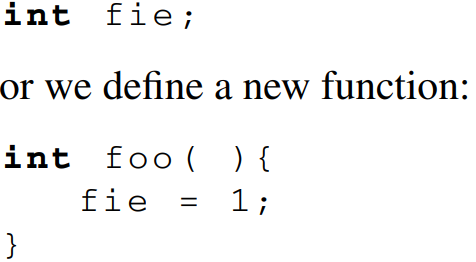 int fie;
or we define a new function:
int foo( ){
    fie = 1;
}